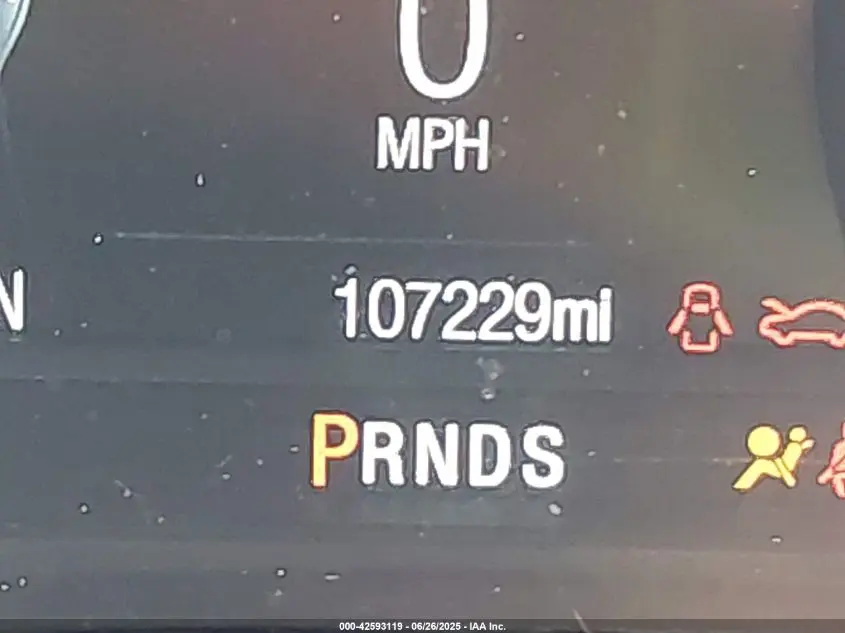 0
MPH
N
107229mi
PRNDS
000-42593119 - 06/26/2025 - IAA Inc.